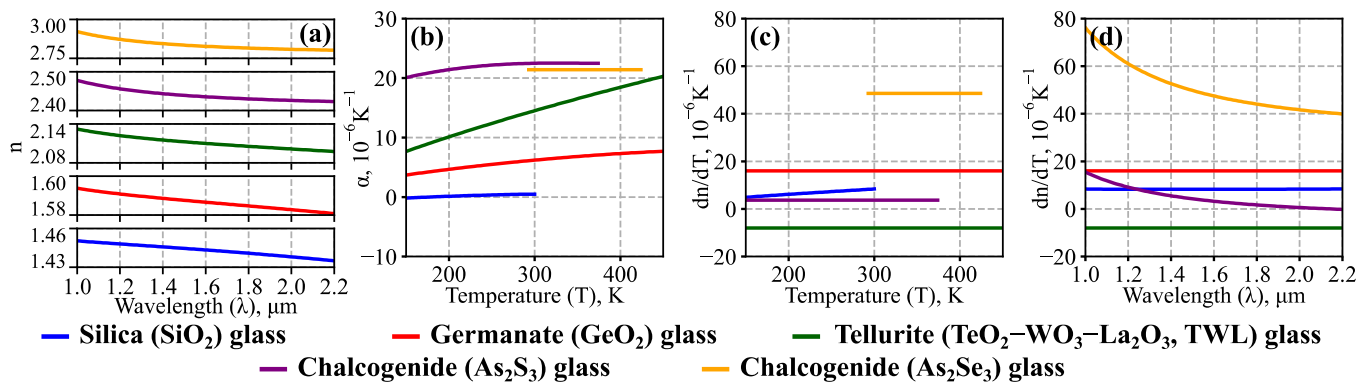 (a)
3.00
2.75
2.50
2.40
2.14
2.08
1.60
1.58
1.46
1.43
n
1.0 1.2 1.4 1.6 1.8 2.0 2.2
Wavelength (λ), μm
(b)
30
20
10
0
−10
α, 10⁻⁶K⁻¹
200 300 400
Temperature (T), K
(c)
80
60
40
20
0
−20
dn/dT, 10⁻⁶K⁻¹
200 300 400
Temperature (T), K
(d)
80
60
40
20
0
−20
dn/dT, 10⁻⁶K⁻¹
1.0 1.2 1.4 1.6 1.8 2.0 2.2
Wavelength (λ), μm
Silica (SiO₂) glass Germanate (GeO₂) glass Tellurite (TeO₂−WO₃−La₂O₃, TWL) glass
Chalcogenide (As₂S₃) glass Chalcogenide (As₂Se₃) glass